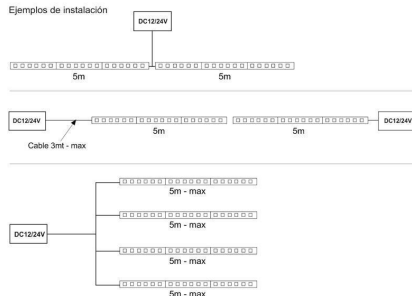 Ejemplos de instalación
DC12/24V
5m 5m
DC12/24V DC12/24V
5m 5m
Cable 3mt - max
5m - max
5m - max
DC12/24V
5m - max
5m - max